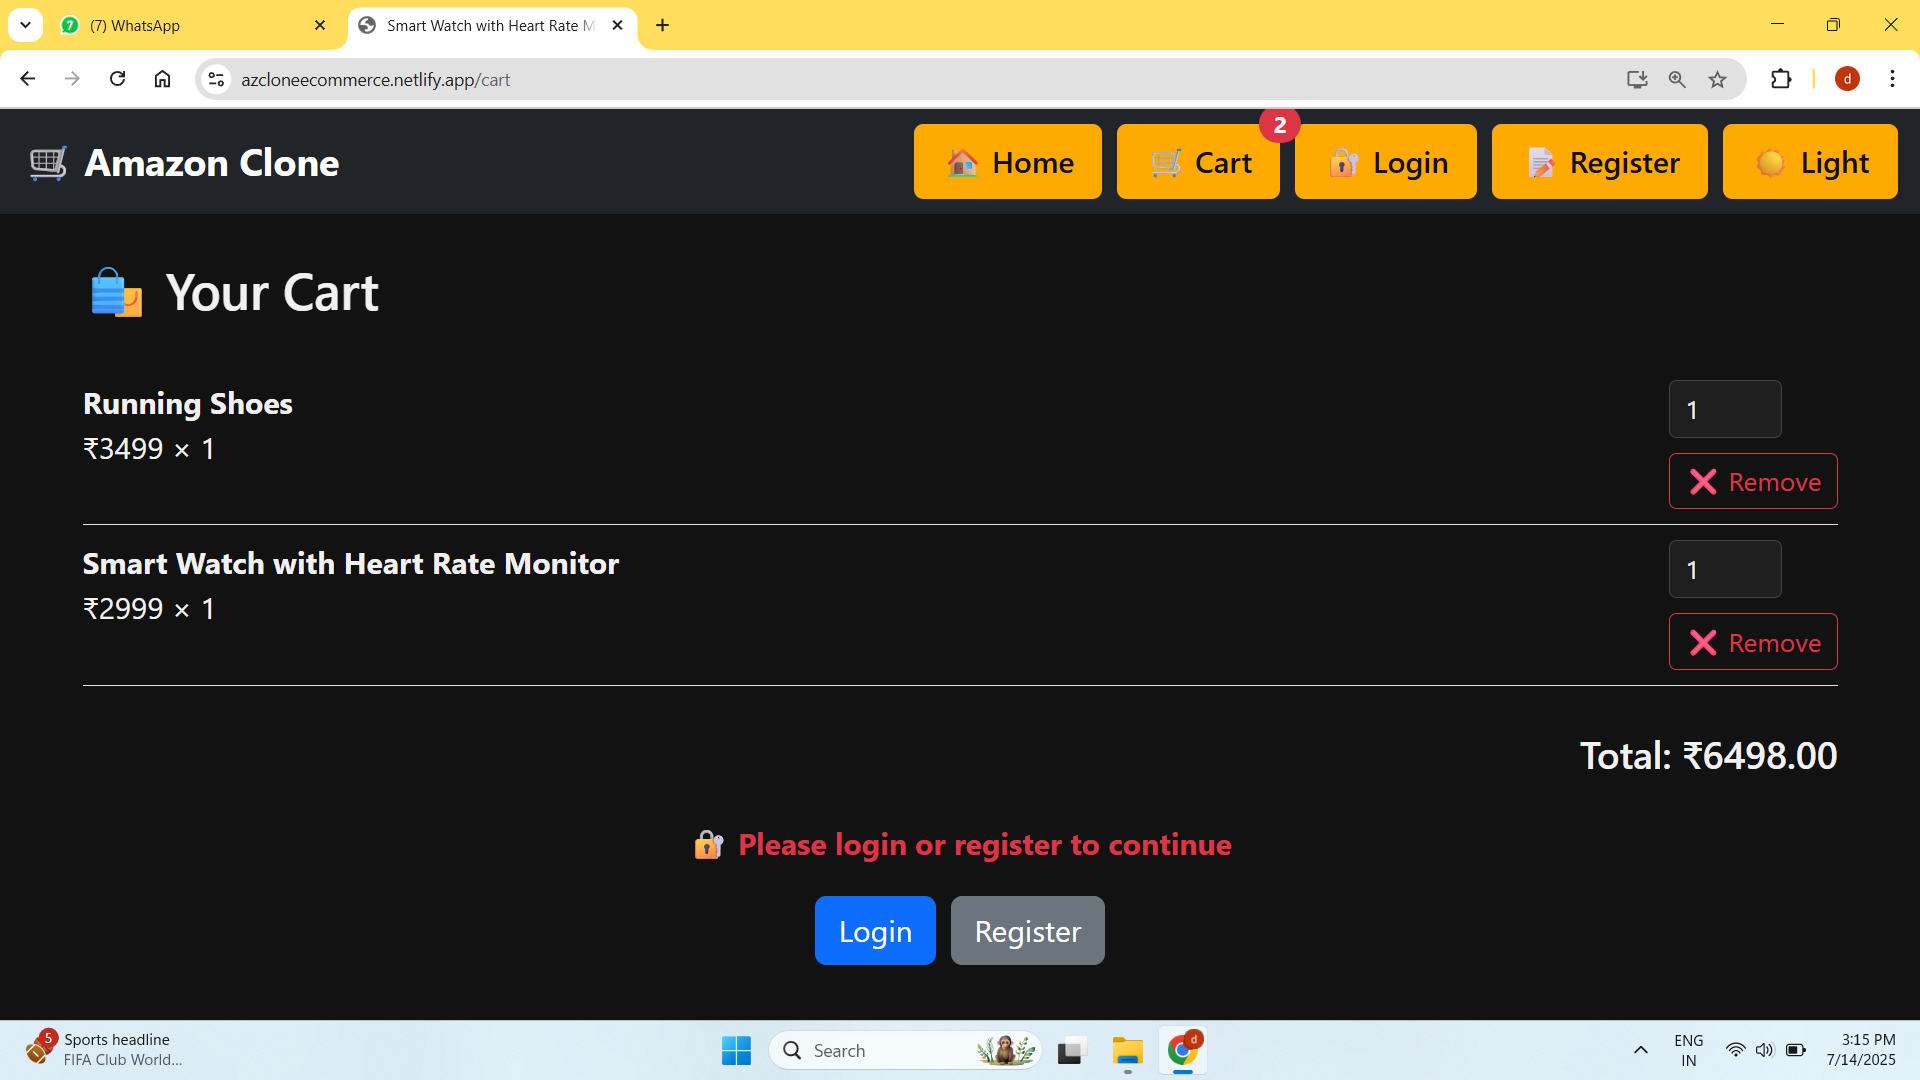 (7) WhatsApp
Smart Watch with Heart Rate M
azcloneecommerce.netlify.app/cart
d
Amazon Clone
Home
Cart
2
Login
Register
Light
Your Cart
Running Shoes
₹3499 × 1
1
Remove
Smart Watch with Heart Rate Monitor
₹2999 × 1
1
Remove
Total: ₹6498.00
Please login or register to continue
Login
Register
5
Sports headline
FIFA Club World...
Search
d
ENG
IN
3:15 PM
7/14/2025